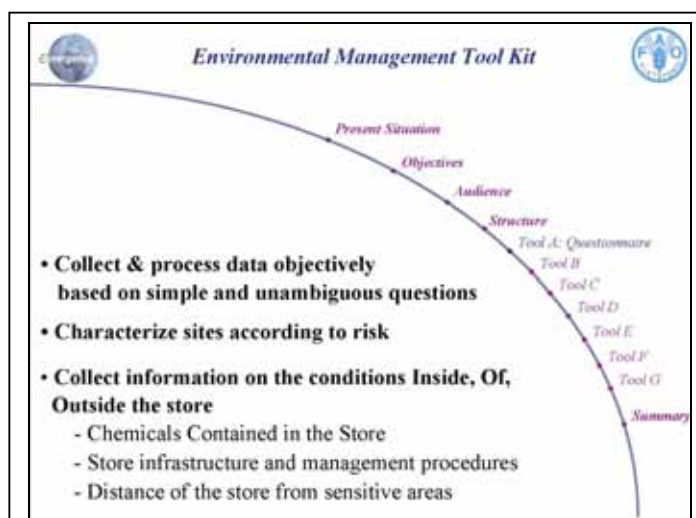 Environmental Management Tool Kit
F A O
Present Situation
Objectives
Audience
Structure
Tool A: Questionnaire
Tool B
Tool C
Tool D
Tool E
Tool F
Tool G
Summary
• Collect & process data objectively
based on simple and unambiguous questions
• Characterize sites according to risk
• Collect information on the conditions Inside, Of,
Outside the store
- Chemicals Contained in the Store
- Store infrastructure and management procedures
- Distance of the store from sensitive areas